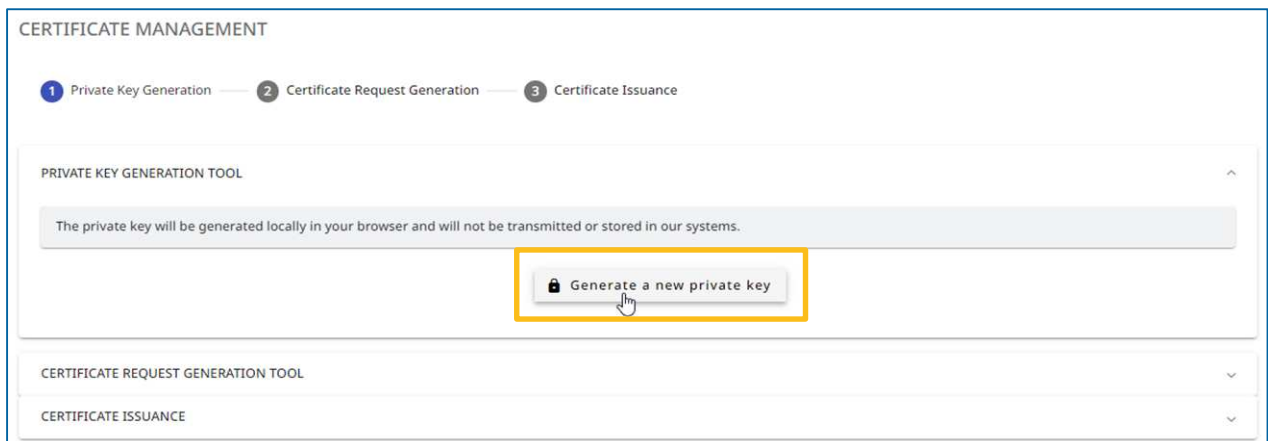 CERTIFICATE MANAGEMENT
1 Private Key Generation 2 Certificate Request Generation 3 Certificate Issuance
PRIVATE KEY GENERATION TOOL
The private key will be generated locally in your browser and will not be transmitted or stored in our systems.
Generate a new private key
CERTIFICATE REQUEST GENERATION TOOL
CERTIFICATE ISSUANCE